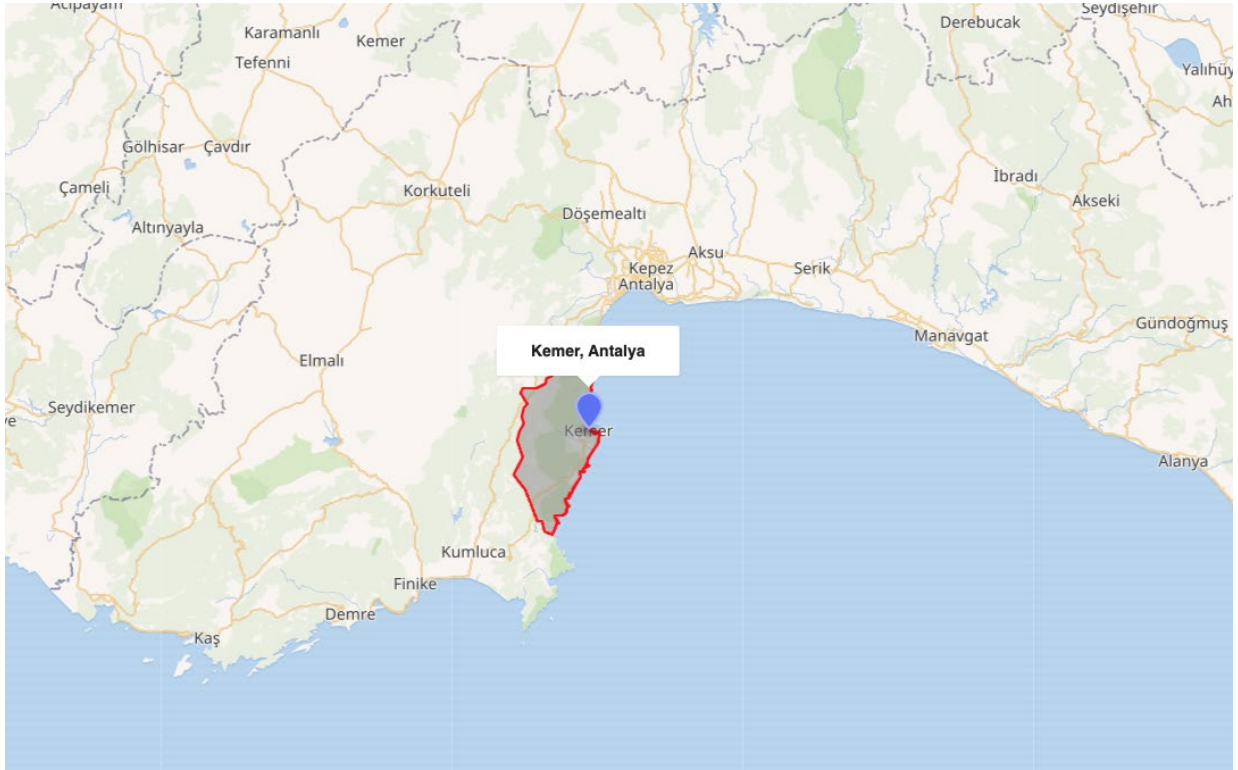 Acıpayam
Karamanlı
Kemer
Tefenni
Derebucak
Seydişehir
Yalıhüy
Ah
Gölhisar
Çavdır
Çameli
Altınyayla
Korkuteli
Döşemealtı
İbradı
Akseki
Kepez
Antalya
Aksu
Serik
Manavgat
Gündoğmuş
Kemer, Antalya
Elmalı
Seydikemer
ye
Kemer
Alanya
Kumluca
Finike
Demre
Kaş